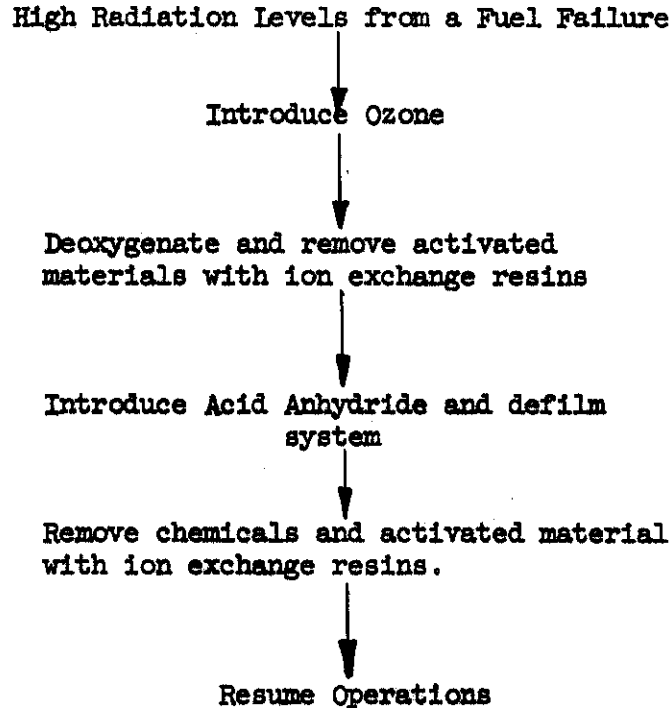 High Radiation Levels from a Fuel Failure
Introduce Ozone
Deoxygenate and remove activated
materials with ion exchange resins
Introduce Acid Anhydride and defilm
system
Remove chemicals and activated material
with ion exchange resins.
Resume Operations